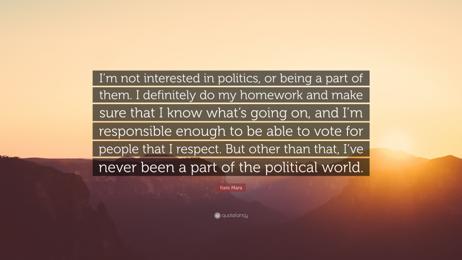 I'm not interested in politics, or being a part of
them. I definitely do my homework and make
sure that I know what's going on, and I'm
responsible enough to be able to vote for
people that I respect. But other than that, I've
never been a part of the political world.
Kate Mara
quotefancy